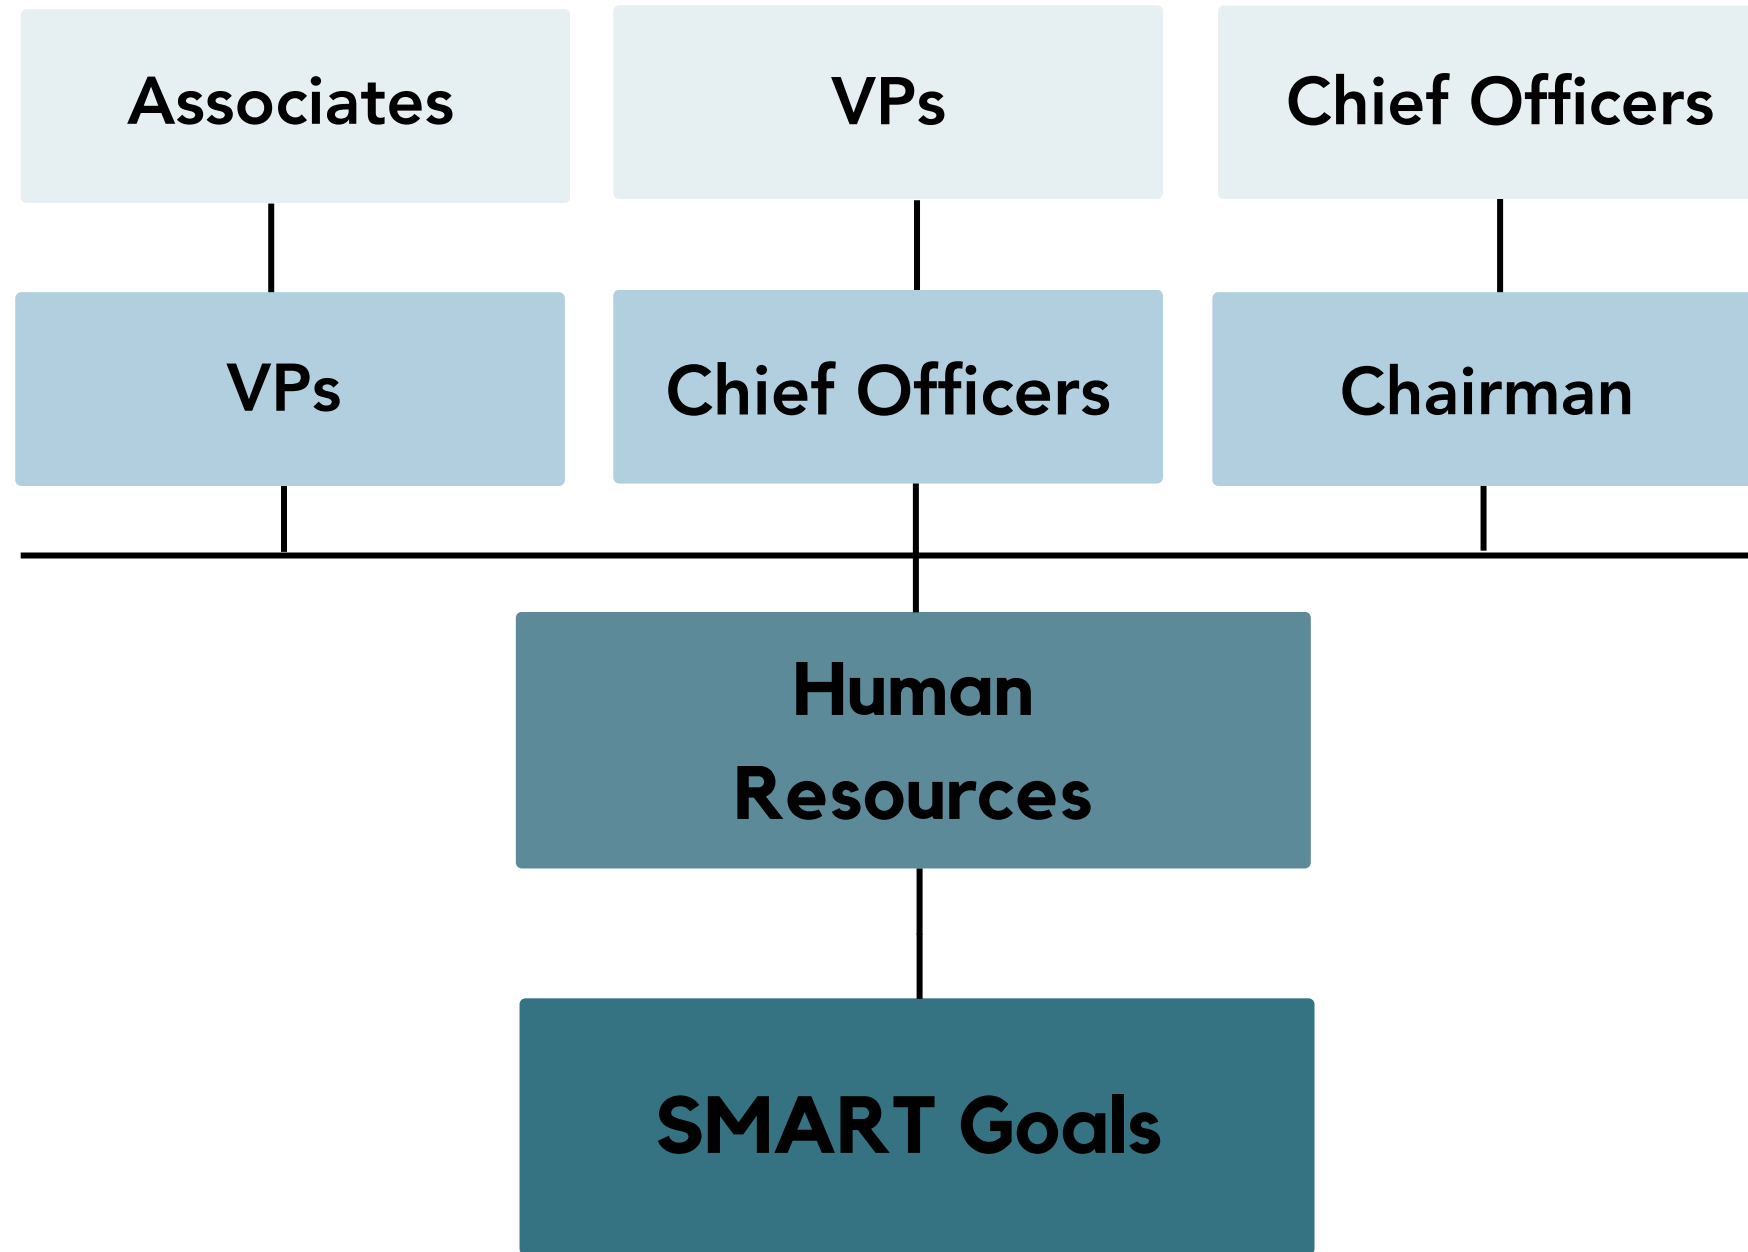 Associates
VPs
Chief Officers
VPs
Chief Officers
Chairman
Human
Resources
SMART Goals